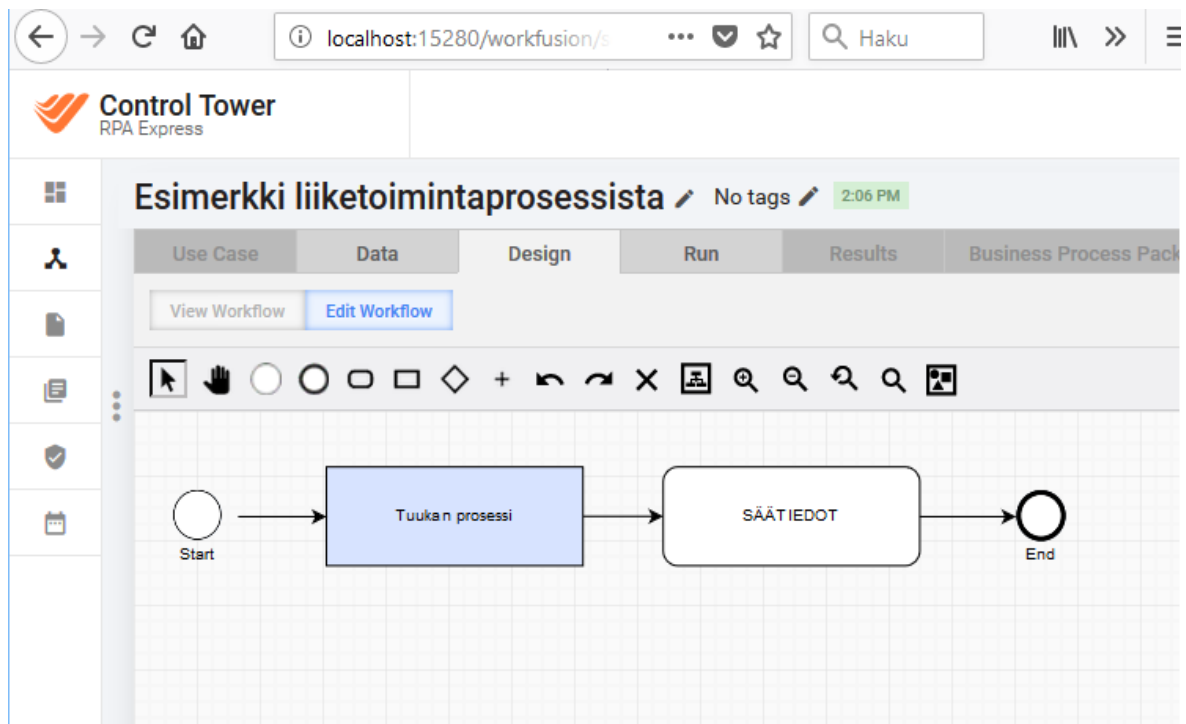 localhost:15280/workfusion/s
Haku
Control Tower
RPA Express
Esimerkki liiketoimintaprosessista No tags 2:06 PM
Use Case Data Design Run Results Business Process Pack
View Workflow Edit Workflow
Tuukan prosessi SÄÄTIEDOT
Start End